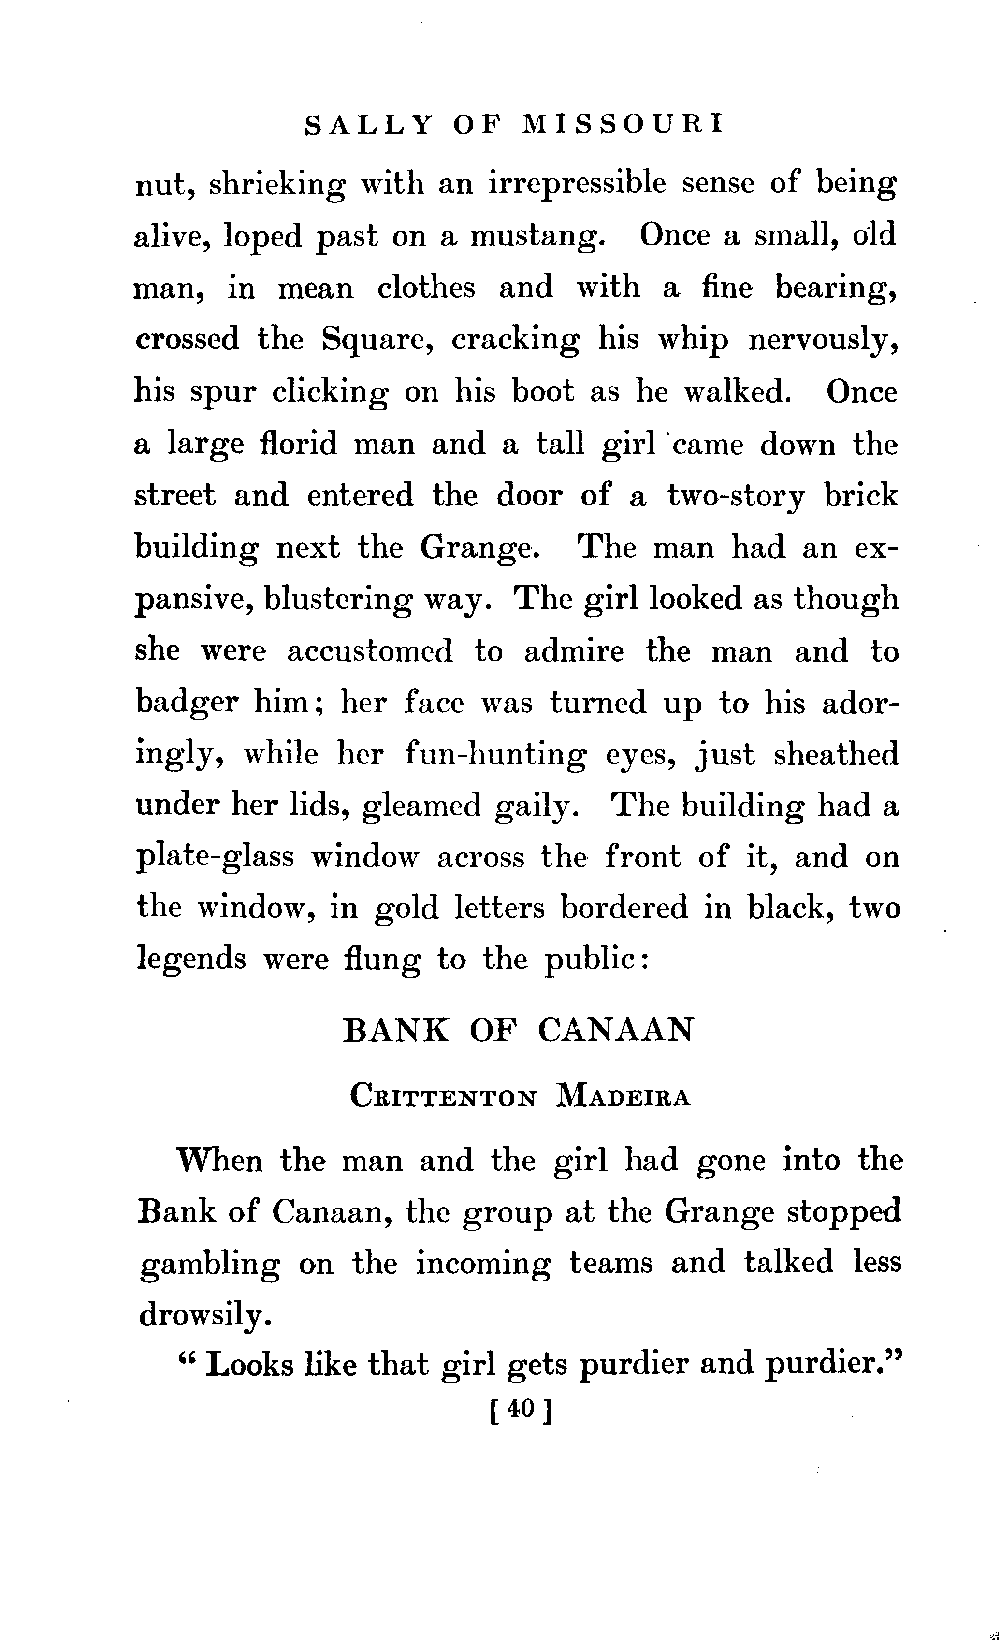 SALLY OF MISSOURI
nut, shrieking with an irrepressible sense of being
alive, loped past on a mustang. Once a small, old
man, in mean clothes and with a fine bearing,
crossed the Square, cracking his whip nervously,
his spur clicking on his boot as he walked. Once
a large florid man and a tall girl came down the
street and entered the door of a two-story brick
building next the Grange. The man had an ex-
pansive, blustering way. The girl looked as though
she were accustomed to admire the man and to
badger him; her face was turned up to his ador-
ingly, while her fun-hunting eyes, just sheathed
under her lids, gleamed gaily. The building had a
plate-glass window across the front of it, and on
the window, in gold letters bordered in black, two
legends were flung to the public:
BANK OF CANAAN
CRITTENTON MADEIRA
When the man and the girl had gone into the
Bank of Canaan, the group at the Grange stopped
gambling on the incoming teams and talked less
drowsily.
“Looks like that girl gets purdier and purdier.”
[40]